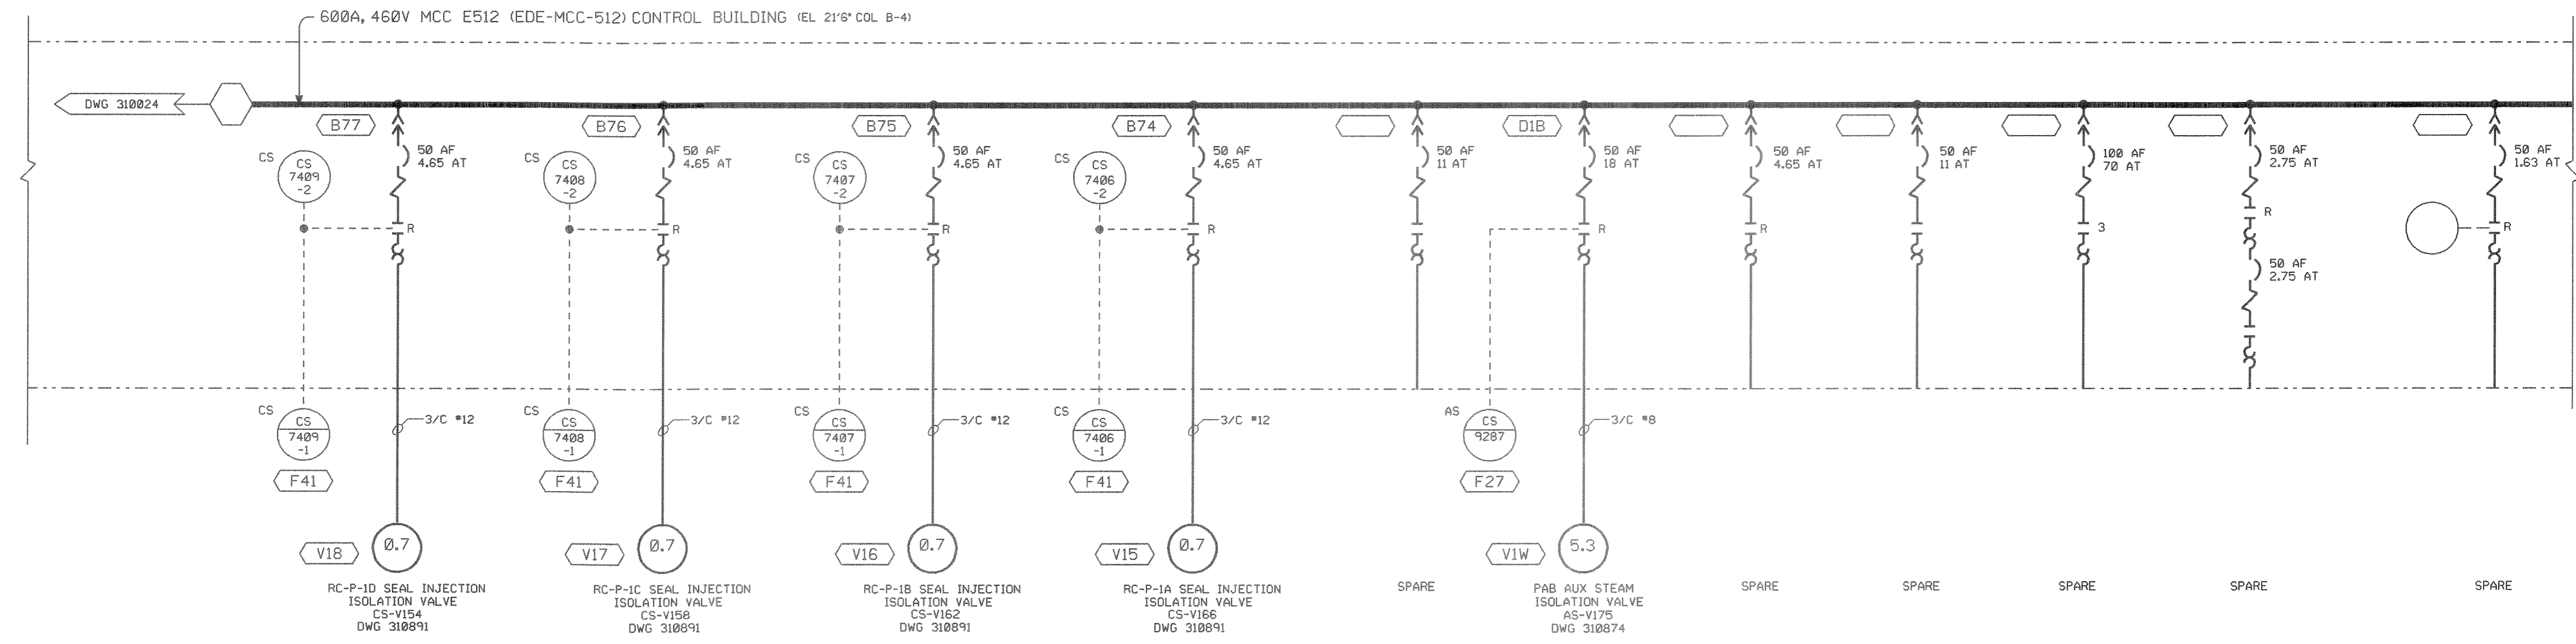 600A, 460V MCC E512 (EDE-MCC-512) CONTROL BUILDING (EL 21'6" COL B-4)
DWG 310024
B77
CS
CS
7409
-2
50 AF
4.65 AT
R
B76
CS
CS
7408
-2
50 AF
4.65 AT
R
B75
CS
CS
7407
-2
50 AF
4.65 AT
R
B74
CS
CS
7406
-2
50 AF
4.65 AT
R
50 AF
11 AT
D1B
50 AF
18 AT
R
50 AF
4.65 AT
R
50 AF
11 AT
100 AF
70 AT
3
50 AF
2.75 AT
R
50 AF
2.75 AT
50 AF
1.63 AT
R
CS
CS
7409
-1
F41
3/C #12
CS
CS
7408
-1
F41
3/C #12
CS
CS
7407
-1
F41
3/C #12
CS
CS
7406
-1
F41
3/C #12
AS
CS
9287
F27
3/C #8
V18
0.7
RC-P-1D SEAL INJECTION
ISOLATION VALVE
CS-V154
DWG 310891
V17
0.7
RC-P-1C SEAL INJECTION
ISOLATION VALVE
CS-V158
DWG 310891
V16
0.7
RC-P-1B SEAL INJECTION
ISOLATION VALVE
CS-V162
DWG 310891
V15
0.7
RC-P-1A SEAL INJECTION
ISOLATION VALVE
CS-V166
DWG 310891
SPARE
V1W
5.3
PAB AUX STEAM
ISOLATION VALVE
AS-V175
DWG 310874
SPARE
SPARE
SPARE
SPARE
SPARE